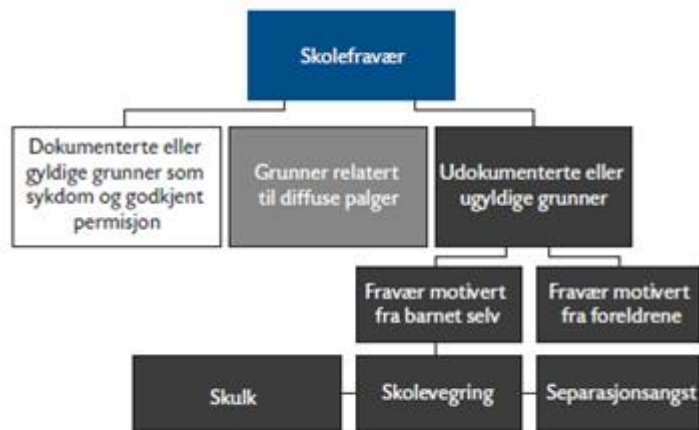 Skolefravær
Dokumenterte eller
gyldige grunner som
sykdom og godkjent
permisjon
Grunner relatert
til diffuse palger
Udokumenterte eller
ugyldige grunner
Fravær motivert
fra barnet selv
Fravær motivert
fra foreldrene
Skulk
Skolevegring
Separasjonsangst